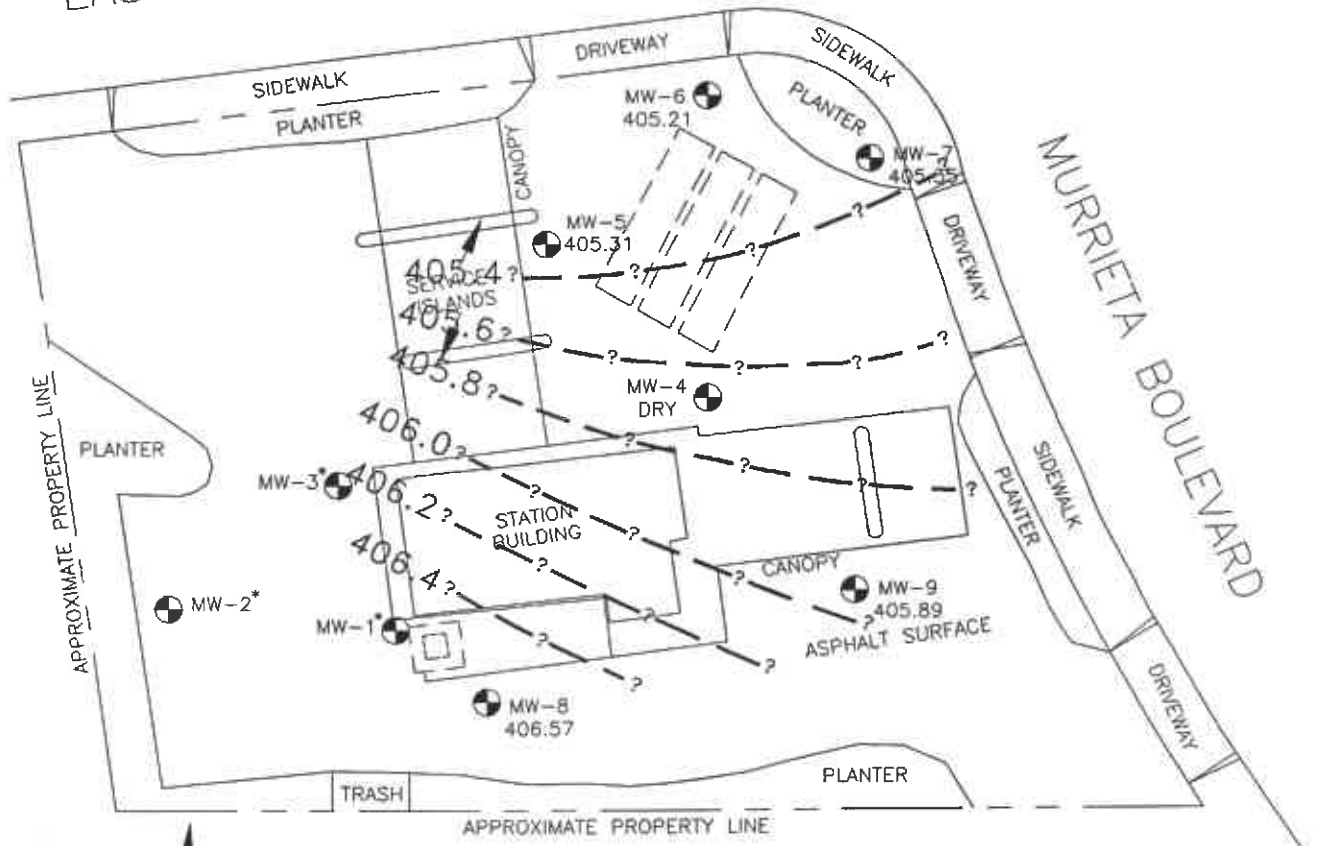 SIDEWALK
DRIVEWAY
SIDEWALK
PLANTER
MW-6
405.21
PLANTER
MW-7
CANOPY
MW-5
405.31
MURRIETA BOULEVARD
DRIVEWAY
405.4?
SERVICE
ISLANDS
405.6?
405.8?
MW-4
DRY
406.0?
PLANTER
MW-3*
406.2?
STATION
BUILDING
SIDEWALK
PLANTER
APPROXIMATE PROPERTY LINE
406.4?
CANOPY
MW-9
405.89
ASPHALT SURFACE
MW-2*
MW-1*
MW-8
406.57
DRIVEWAY
PLANTER
TRASH
APPROXIMATE PROPERTY LINE